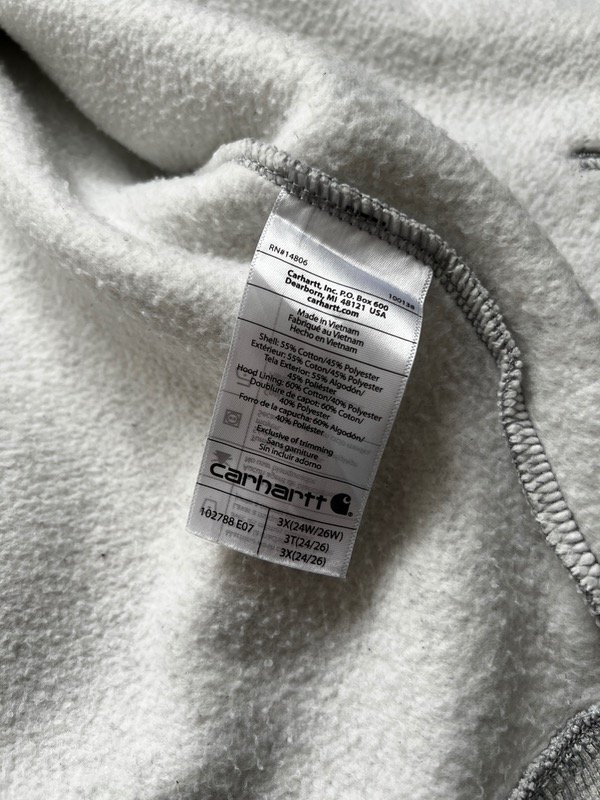 RN#14806
100138
Carhartt, Inc. P.O. Box 600
Dearborn, MI 48121 USA
carhartt.com
Made in Vietnam
Fabriqué au Vietnam
Hecho en Vietnam
Shell: 55% Cotton/45% Polyester
Extérieur: 55% Coton/45% Polyester
Tela Exterior: 55% Algodón/
45% Poliéster
Hood Lining: 60% Cotton/40% Polyester
Doublure de capot: 60% Coton/
40% Polyester
Forro de la capucha: 60% Algodón/
40% Poliéster
Exclusive of trimming
Sans garniture
Sin incluir adorno
carhartt
102788 E07
3X(24W/26W)
3T(24/26)
3X(24/26)